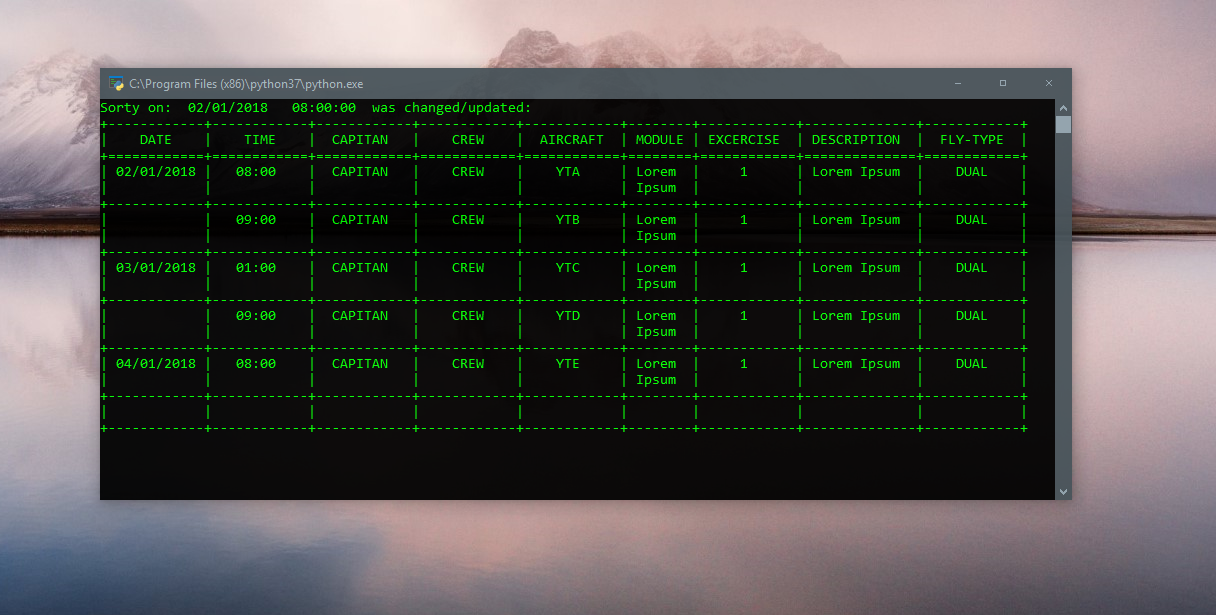 C:\Program Files (x86)\python37\python.exe
Sorty on:  02/01/2018   08:00:00  was changed/updated:
+------------+------------+------------+------------+------------+--------+------------+--------------+------------+
|    DATE    |    TIME    |  CAPITAN   |    CREW    |  AIRCRAFT  | MODULE | EXCERCISE  | DESCRIPTION  |  FLY-TYPE  |
+============+============+============+============+============+========+============+==============+============+
| 02/01/2018 |   08:00    |  CAPITAN   |    CREW    |    YTA     | Lorem  |     1      | Lorem Ipsum  |    DUAL    |
|            |            |            |            |            | Ipsum  |            |              |            |
+------------+------------+------------+------------+------------+--------+------------+--------------+------------+
|            |   09:00    |  CAPITAN   |    CREW    |    YTB     | Lorem  |     1      | Lorem Ipsum  |    DUAL    |
|            |            |            |            |            | Ipsum  |            |              |            |
+------------+------------+------------+------------+------------+--------+------------+--------------+------------+
| 03/01/2018 |   01:00    |  CAPITAN   |    CREW    |    YTC     | Lorem  |     1      | Lorem Ipsum  |    DUAL    |
|            |            |            |            |            | Ipsum  |            |              |            |
+------------+------------+------------+------------+------------+--------+------------+--------------+------------+
|            |   09:00    |  CAPITAN   |    CREW    |    YTD     | Lorem  |     1      | Lorem Ipsum  |    DUAL    |
|            |            |            |            |            | Ipsum  |            |              |            |
+------------+------------+------------+------------+------------+--------+------------+--------------+------------+
| 04/01/2018 |   08:00    |  CAPITAN   |    CREW    |    YTE     | Lorem  |     1      | Lorem Ipsum  |    DUAL    |
|            |            |            |            |            | Ipsum  |            |              |            |
+------------+------------+------------+------------+------------+--------+------------+--------------+------------+
|            |            |            |            |            |        |            |              |            |
+------------+------------+------------+------------+------------+--------+------------+--------------+------------+